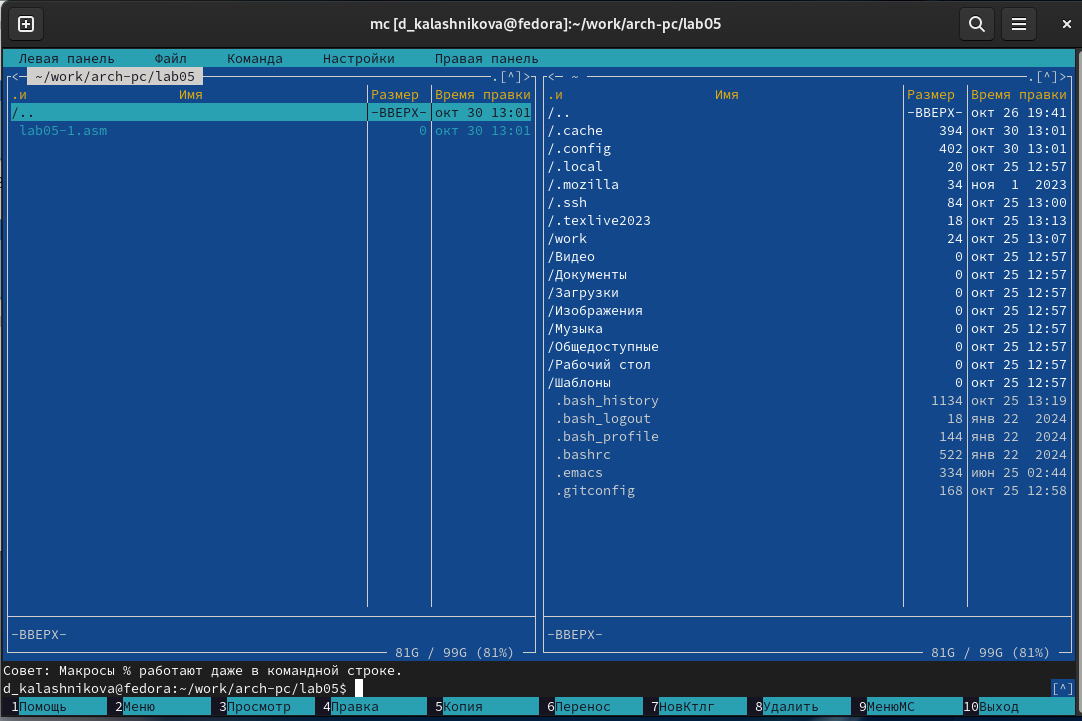 mc [d_kalashnikova@fedora]:~/work/arch-pc/lab05
Левая панель Файл Команда Настройки Правая панель
<─ ~/work/arch-pc/lab05 .[^]>
.и Имя Размер Время правки
/.. -ВВЕРХ- окт 30 13:01
lab05-1.asm 0 окт 30 13:01
-ВВЕРХ-
81G / 99G (81%)
<─ ~ .[^]>
.и Имя Размер Время правки
/.. -ВВЕРХ- окт 26 19:41
/.cache 394 окт 30 13:01
/.config 402 окт 30 13:01
/.local 20 окт 25 12:57
/.mozilla 34 ноя 1 2023
/.ssh 84 окт 25 13:00
/.texlive2023 18 окт 25 13:13
/work 24 окт 25 13:07
/Видео 0 окт 25 12:57
/Документы 0 окт 25 12:57
/Загрузки 0 окт 25 12:57
/Изображения 0 окт 25 12:57
/Музыка 0 окт 25 12:57
/Общедоступные 0 окт 25 12:57
/Рабочий стол 0 окт 25 12:57
/Шаблоны 0 окт 25 12:57
.bash_history 1134 окт 25 13:19
.bash_logout 18 янв 22 2024
.bash_profile 144 янв 22 2024
.bashrc 522 янв 22 2024
.emacs 334 июн 25 02:44
.gitconfig 168 окт 25 12:58
-ВВЕРХ-
81G / 99G (81%)
Совет: Макросы % работают даже в командной строке.
d_kalashnikova@fedora:~/work/arch-pc/lab05$ [^]
1Помощь 2Меню 3Просмотр 4Правка 5Копия 6Перенос 7НовКтлг 8Удалить 9МенюМС 10Выход